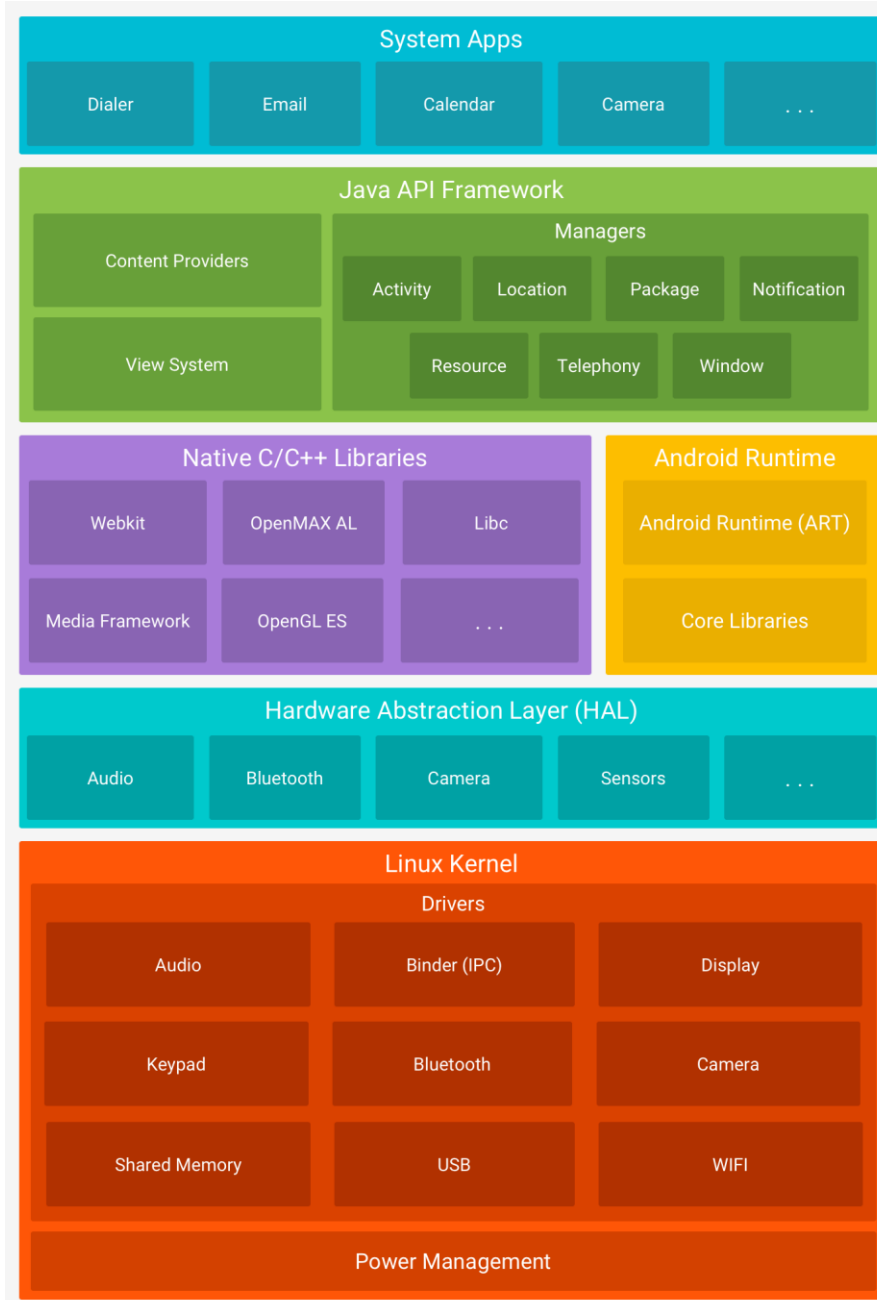 System Apps
Dialer
Email
Calendar
Camera
. . .
Java API Framework
Content Providers
View System
Managers
Activity
Location
Package
Notification
Resource
Telephony
Window
Native C/C++ Libraries
Webkit
OpenMAX AL
Libc
Media Framework
OpenGL ES
. . .
Android Runtime
Android Runtime (ART)
Core Libraries
Hardware Abstraction Layer (HAL)
Audio
Bluetooth
Camera
Sensors
. . .
Linux Kernel
Drivers
Audio
Binder (IPC)
Display
Keypad
Bluetooth
Camera
Shared Memory
USB
WIFI
Power Management